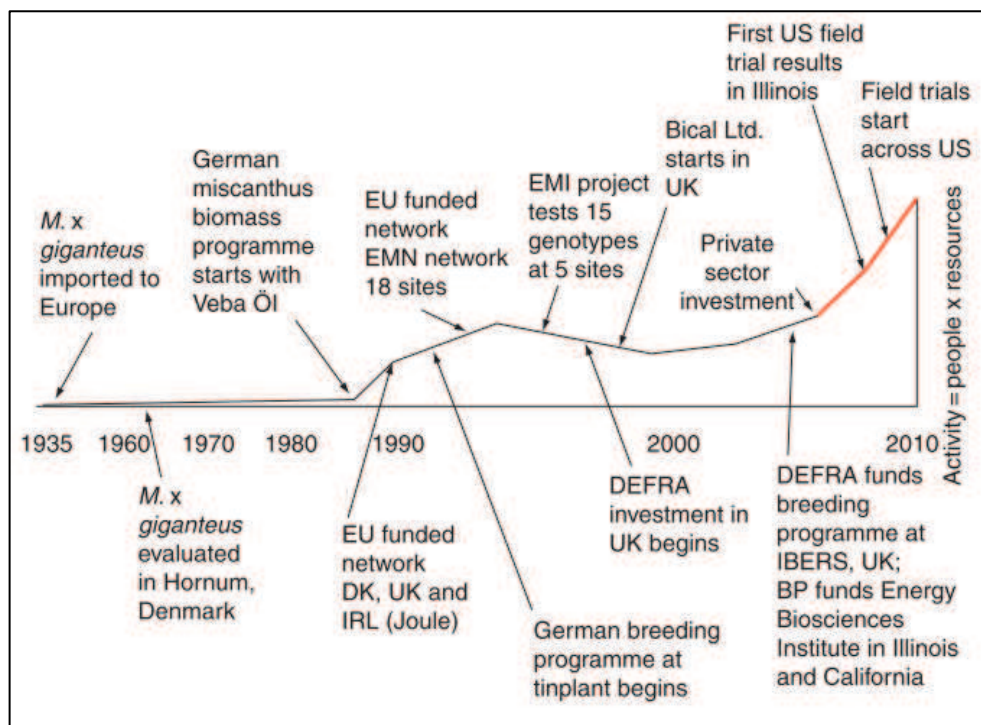 M. x
giganteus
imported to
Europe
German
miscanthus
biomass
programme
starts with
Veba Öl
EU funded
network
EMN network
18 sites
EMI project
tests 15
genotypes
at 5 sites
Bical Ltd.
starts in
UK
Private
sector
investment
First US field
trial results
in Illinois
Field trials
start
across US
Activity = people x resources
1935 1960 1970 1980 1990 2000 2010
M. x
giganteus
evaluated
in Hornum,
Denmark
EU funded
network
DK, UK and
IRL (Joule)
German breeding
programme at
tinplant begins
DEFRA
investment in
UK begins
DEFRA funds
breeding
programme at
IBERS, UK;
BP funds Energy
Biosciences
Institute in Illinois
and California